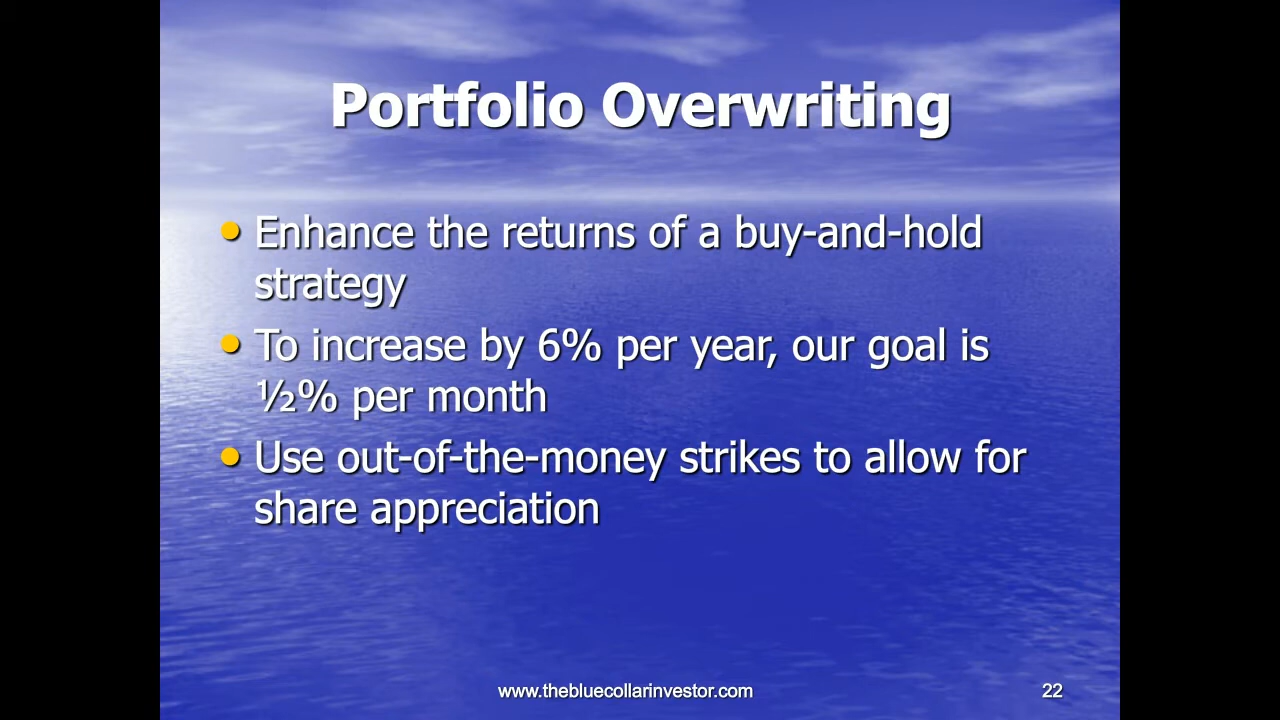 Portfolio Overwriting
• Enhance the returns of a buy-and-hold
strategy
• To increase by 6% per year, our goal is
½% per month
• Use out-of-the-money strikes to allow for
share appreciation
www.thebluecollarinvestor.com
22